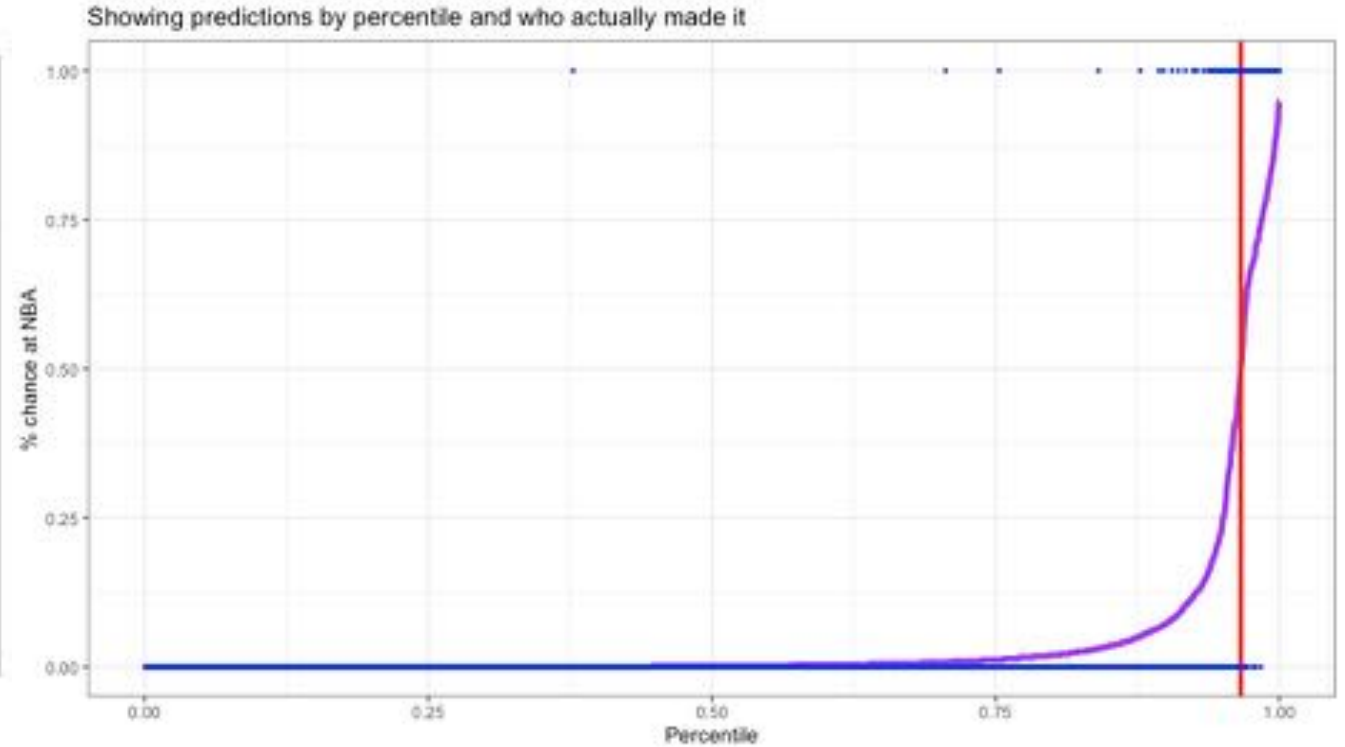 Showing predictions by percentile and who actually made it
1.00
0.75
0.50
0.25
0.00
% chance at NBA
0.00 0.25 0.50 0.75 1.00
Percentile